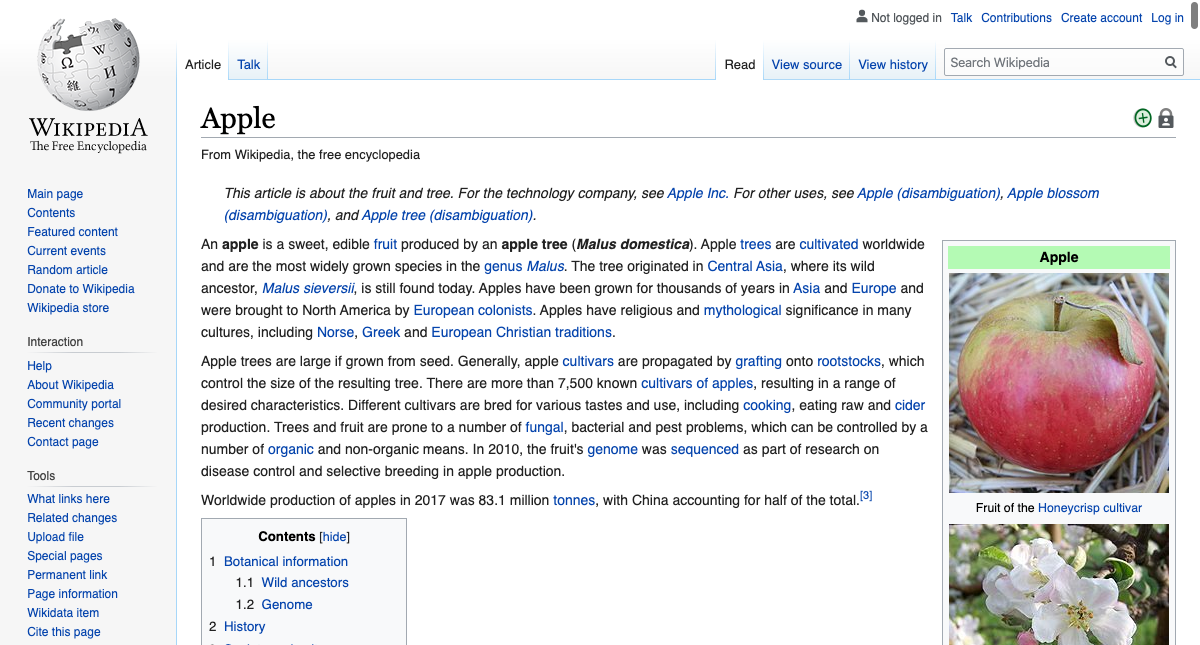 Not logged in Talk Contributions Create account Log in
Article Talk Read View source View history Search Wikipedia
WIKIPEDIA
The Free Encyclopedia
Main page
Contents
Featured content
Current events
Random article
Donate to Wikipedia
Wikipedia store
Interaction
Help
About Wikipedia
Community portal
Recent changes
Contact page
Tools
What links here
Related changes
Upload file
Special pages
Permanent link
Page information
Wikidata item
Cite this page
Apple
From Wikipedia, the free encyclopedia
This article is about the fruit and tree. For the technology company, see Apple Inc. For other uses, see Apple (disambiguation), Apple blossom
(disambiguation), and Apple tree (disambiguation).
An apple is a sweet, edible fruit produced by an apple tree (Malus domestica). Apple trees are cultivated worldwide
and are the most widely grown species in the genus Malus. The tree originated in Central Asia, where its wild
ancestor, Malus sieversii, is still found today. Apples have been grown for thousands of years in Asia and Europe and
were brought to North America by European colonists. Apples have religious and mythological significance in many
cultures, including Norse, Greek and European Christian traditions.
Apple trees are large if grown from seed. Generally, apple cultivars are propagated by grafting onto rootstocks, which
control the size of the resulting tree. There are more than 7,500 known cultivars of apples, resulting in a range of
desired characteristics. Different cultivars are bred for various tastes and use, including cooking, eating raw and cider
production. Trees and fruit are prone to a number of fungal, bacterial and pest problems, which can be controlled by a
number of organic and non-organic means. In 2010, the fruit's genome was sequenced as part of research on
disease control and selective breeding in apple production.
Worldwide production of apples in 2017 was 83.1 million tonnes, with China accounting for half of the total.[3]
Contents [hide]
1 Botanical information
1.1 Wild ancestors
1.2 Genome
2 History
Apple
Fruit of the Honeycrisp cultivar